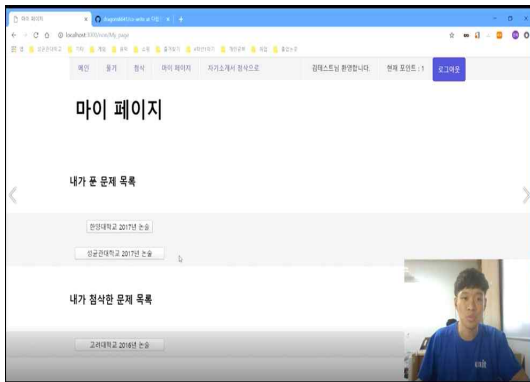 마이 페이지
localhost:3000/nnw/My_page
메인 풀기 첨삭 마이 페이지 자기소개서 첨삭으로 김테스트님 환영합니다. 현재 포인트 : 1 로그아웃
마이 페이지
내가 푼 문제 목록
한양대학교 2017년 논술
성균관대학교 2017년 논술
내가 첨삭한 문제 목록
고려대학교 2016년 논술